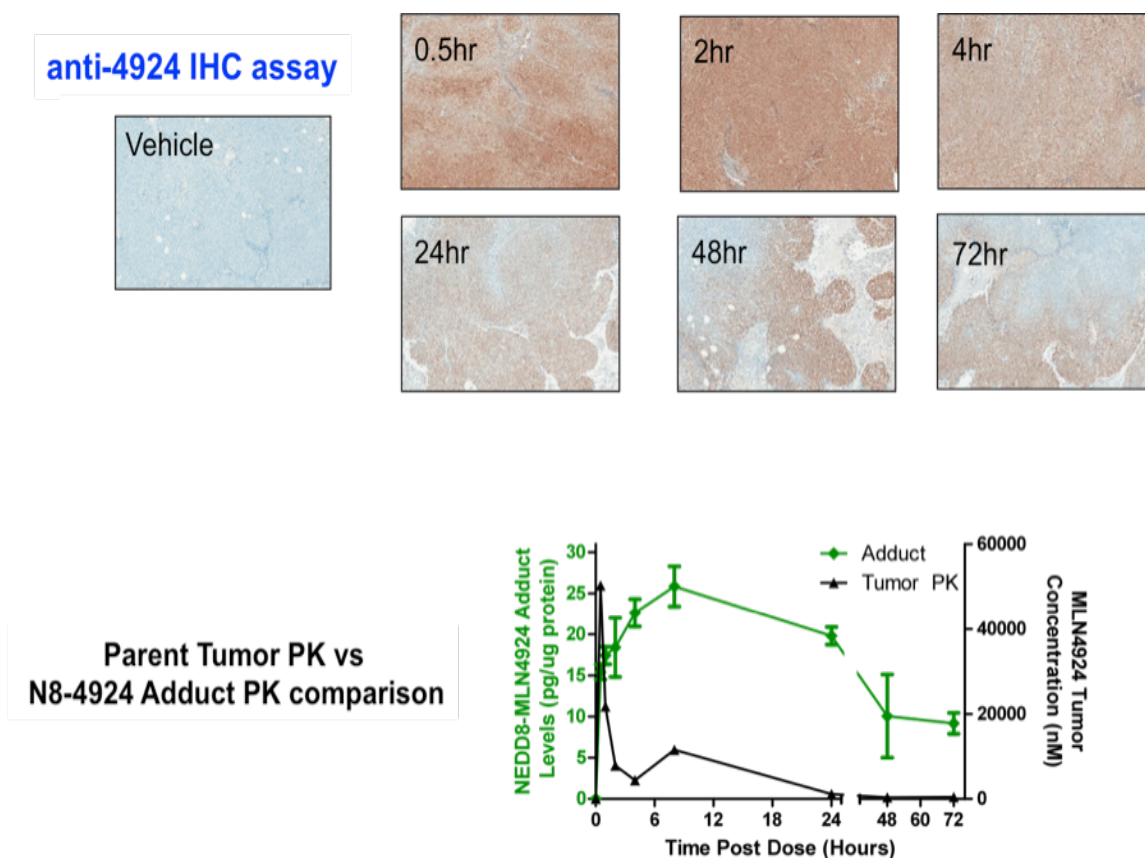 anti-4924 IHC assay
Vehicle
0.5hr
2hr
4hr
24hr
48hr
72hr
Parent Tumor PK vs
N8-4924 Adduct PK comparison
NEDD8-MLN4924 Adduct
Levels (pg/ug protein)
30
25
20
15
10
5
0
Adduct
Tumor PK
60000
40000
20000
0
MLN4924 Tumor
Concentration (nM)
0 6 12 18 24 48 60 72
Time Post Dose (Hours)